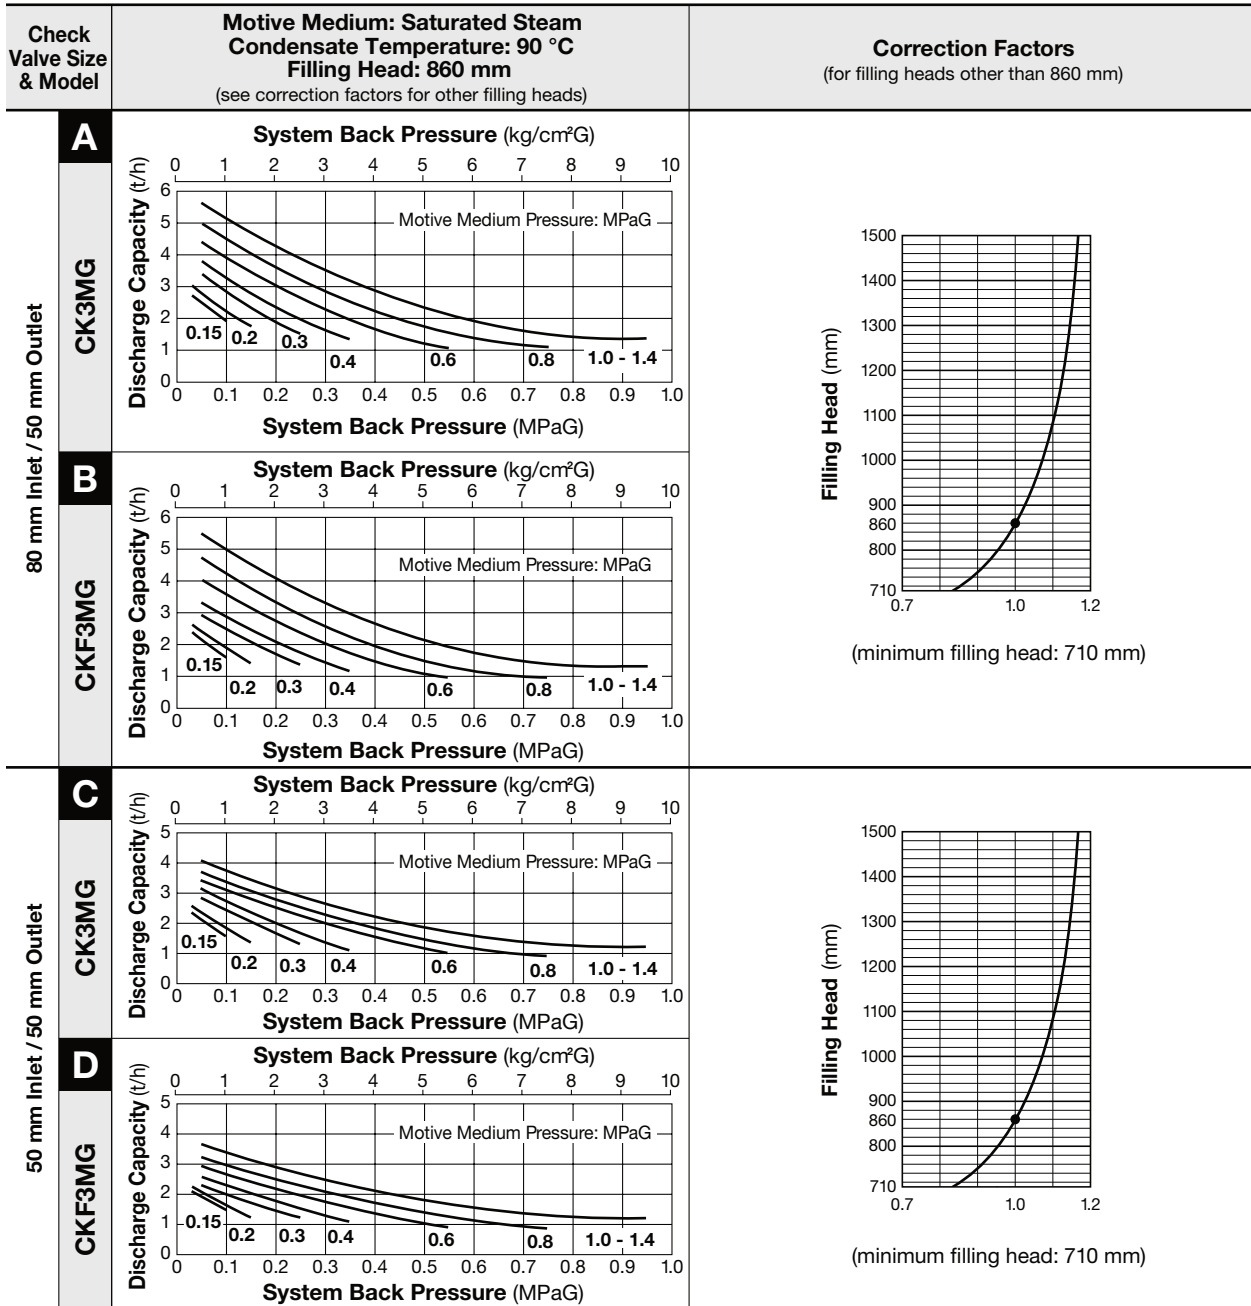 Check
Valve Size
& Model
Motive Medium: Saturated Steam
Condensate Temperature: 90 °C
Filling Head: 860 mm
(see correction factors for other filling heads)
Correction Factors
(for filling heads other than 860 mm)
80 mm Inlet / 50 mm Outlet
A
CK3MG
System Back Pressure (kg/cm²G)
0 1 2 3 4 5 6 7 8 9 10
Discharge Capacity (t/h)
6
5
4
3
2
1
0
Motive Medium Pressure: MPaG
0.15 0.2 0.3 0.4 0.6 0.8 1.0 - 1.4
0 0.1 0.2 0.3 0.4 0.5 0.6 0.7 0.8 0.9 1.0
System Back Pressure (MPaG)
B
CKF3MG
System Back Pressure (kg/cm²G)
0 1 2 3 4 5 6 7 8 9 10
Discharge Capacity (t/h)
6
5
4
3
2
1
0
Motive Medium Pressure: MPaG
0.15 0.2 0.3 0.4 0.6 0.8 1.0 - 1.4
0 0.1 0.2 0.3 0.4 0.5 0.6 0.7 0.8 0.9 1.0
System Back Pressure (MPaG)
Filling Head (mm)
1500
1400
1300
1200
1100
1000
900
860
800
710
0.7 1.0 1.2
(minimum filling head: 710 mm)
50 mm Inlet / 50 mm Outlet
C
CK3MG
System Back Pressure (kg/cm²G)
0 1 2 3 4 5 6 7 8 9 10
Discharge Capacity (t/h)
5
4
3
2
1
0
Motive Medium Pressure: MPaG
0.15 0.2 0.3 0.4 0.6 0.8 1.0 - 1.4
0 0.1 0.2 0.3 0.4 0.5 0.6 0.7 0.8 0.9 1.0
System Back Pressure (MPaG)
D
CKF3MG
System Back Pressure (kg/cm²G)
0 1 2 3 4 5 6 7 8 9 10
Discharge Capacity (t/h)
5
4
3
2
1
0
Motive Medium Pressure: MPaG
0.15 0.2 0.3 0.4 0.6 0.8 1.0 - 1.4
0 0.1 0.2 0.3 0.4 0.5 0.6 0.7 0.8 0.9 1.0
System Back Pressure (MPaG)
Filling Head (mm)
1500
1400
1300
1200
1100
1000
900
860
800
710
0.7 1.0 1.2
(minimum filling head: 710 mm)